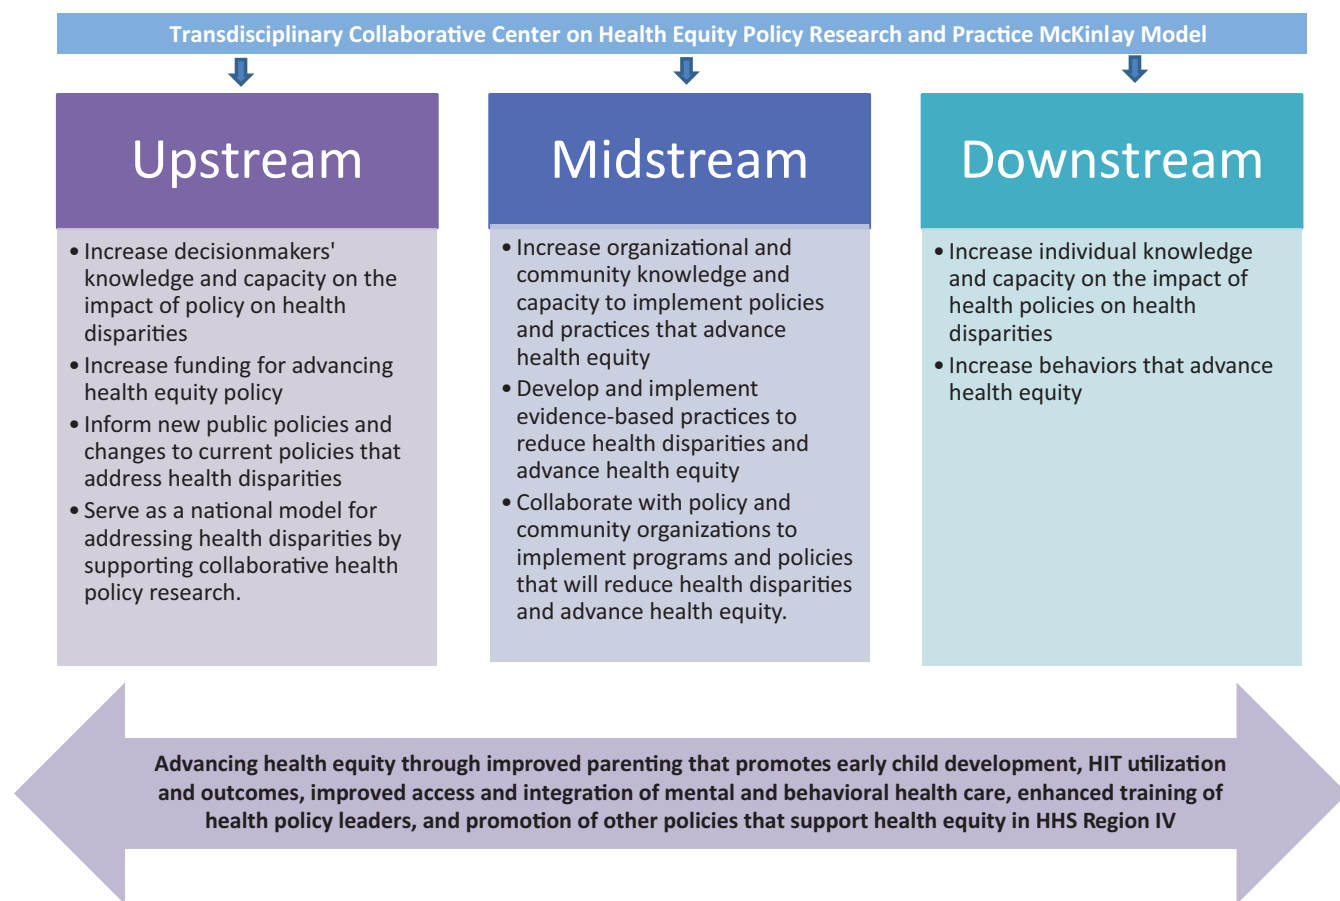 Transdisciplinary Collaborative Center on Health Equity Policy Research and Practice McKinlay Model
Upstream
• Increase decisionmakers'
knowledge and capacity on the
impact of policy on health
disparities
• Increase funding for advancing
health equity policy
• Inform new public policies and
changes to current policies that
address health disparities
• Serve as a national model for
addressing health disparities by
supporting collaborative health
policy research.
Midstream
• Increase organizational and
community knowledge and
capacity to implement policies
and practices that advance
health equity
• Develop and implement
evidence-based practices to
reduce health disparities and
advance health equity
• Collaborate with policy and
community organizations to
implement programs and policies
that will reduce health disparities
and advance health equity.
Downstream
• Increase individual knowledge
and capacity on the impact of
health policies on health
disparities
• Increase behaviors that advance
health equity
Advancing health equity through improved parenting that promotes early child development, HIT utilization
and outcomes, improved access and integration of mental and behavioral health care, enhanced training of
health policy leaders, and promotion of other policies that support health equity in HHS Region IV